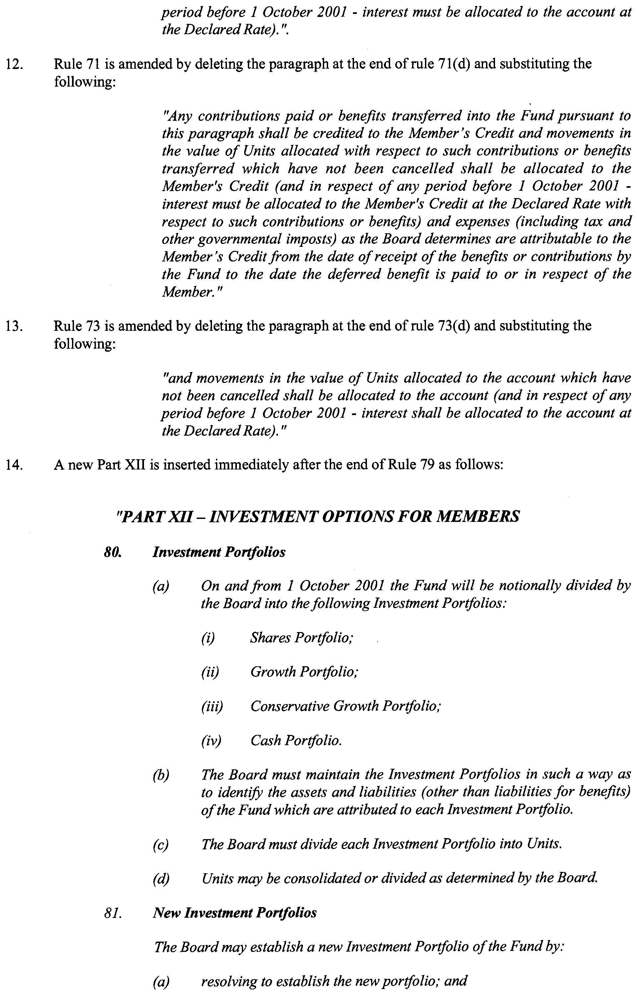 period before 1 October 2001 - interest must be allocated to the account at
the Declared Rate).".
12. Rule 71 is amended by deleting the paragraph at the end of rule 71(d) and substituting the
following:
"Any contributions paid or benefits transferred into the Fund pursuant to
this paragraph shall be credited to the Member's Credit and movements in
the value of Units allocated with respect to such contributions or benefits
transferred which have not been cancelled shall be allocated to the
Member's Credit (and in respect of any period before 1 October 2001 -
interest must be allocated to the Member's Credit at the Declared Rate with
respect to such contributions or benefits) and expenses (including tax and
other governmental imposts) as the Board determines are attributable to the
Member's Credit from the date of receipt of the benefits or contributions by
the Fund to the date the deferred benefit is paid to or in respect of the
Member."
13. Rule 73 is amended by deleting the paragraph at the end of rule 73(d) and substituting the
following:
"and movements in the value of Units allocated to the account which have
not been cancelled shall be allocated to the account (and in respect of any
period before 1 October 2001 - interest shall be allocated to the account at
the Declared Rate)."
14. A new Part XII is inserted immediately after the end of Rule 79 as follows:
"PART XII – INVESTMENT OPTIONS FOR MEMBERS
80. Investment Portfolios
(a) On and from 1 October 2001 the Fund will be notionally divided by
the Board into the following Investment Portfolios:
(i) Shares Portfolio;
(ii) Growth Portfolio;
(iii) Conservative Growth Portfolio;
(iv) Cash Portfolio.
(b) The Board must maintain the Investment Portfolios in such a way as
to identify the assets and liabilities (other than liabilities for benefits)
of the Fund which are attributed to each Investment Portfolio.
(c) The Board must divide each Investment Portfolio into Units.
(d) Units may be consolidated or divided as determined by the Board.
81. New Investment Portfolios
The Board may establish a new Investment Portfolio of the Fund by:
(a) resolving to establish the new portfolio; and